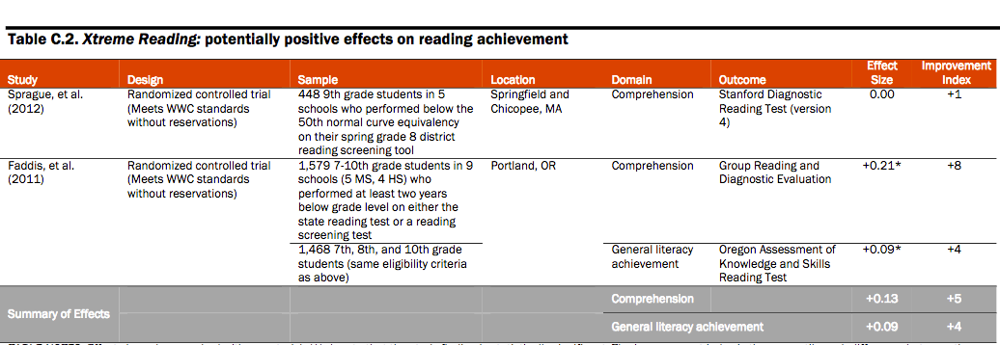 Table C.2. Xtreme Reading: potentially positive effects on reading achievement
Effect Improvement
Study Design Sample Location Domain Outcome Size Index
Sprague, et al. Randomized controlled trial 448 9th grade students in 5 Springfield and Comprehension Stanford Diagnostic 0.00 +1
(2012) (Meets WWC standards schools who performed below the Chicopee, MA Reading Test (version
without reservations) 50th normal curve equivalency 4)
on their spring grade 8 district
reading screening tool
Faddis, et al. Randomized controlled trial 1,579 7-10th grade students in 9 Portland, OR Comprehension Group Reading and +0.21* +8
(2011) (Meets WWC standards schools (5 MS, 4 HS) who Diagnostic Evaluation
without reservations) performed at least two years
below grade level on either the
state reading test or a reading
screening test
1,468 7th, 8th, and 10th grade General literacy Oregon Assessment of +0.09* +4
students (same eligibility criteria achievement Knowledge and Skills
as above) Reading Test
Comprehension +0.13 +5
Summary of Effects
General literacy achievement +0.09 +4